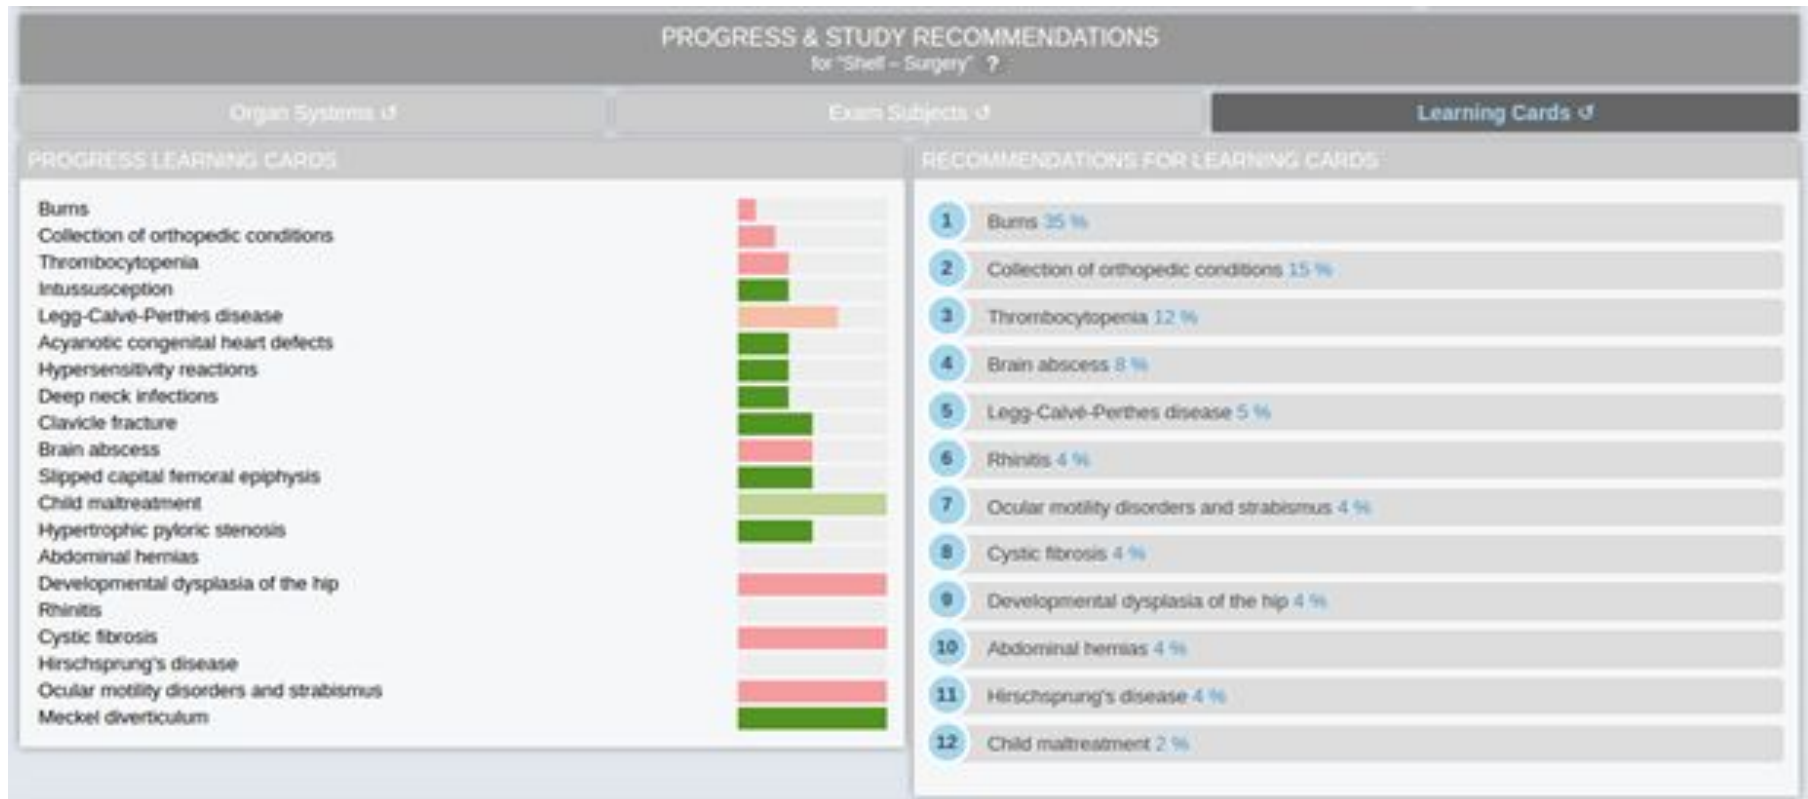 PROGRESS & STUDY RECOMMENDATIONS
for "Shelf – Surgery" ?
Organ Systems ↺
Exam Subjects ↺
Learning Cards ↺
PROGRESS LEARNING CARDS
Burns
Collection of orthopedic conditions
Thrombocytopenia
Intussusception
Legg-Calvé-Perthes disease
Acyanotic congenital heart defects
Hypersensitivity reactions
Deep neck infections
Clavicle fracture
Brain abscess
Slipped capital femoral epiphysis
Child maltreatment
Hypertrophic pyloric stenosis
Abdominal hernias
Developmental dysplasia of the hip
Rhinitis
Cystic fibrosis
Hirschsprung's disease
Ocular motility disorders and strabismus
Meckel diverticulum
RECOMMENDATIONS FOR LEARNING CARDS
1 Burns 35 %
2 Collection of orthopedic conditions 15 %
3 Thrombocytopenia 12 %
4 Brain abscess 8 %
5 Legg-Calvé-Perthes disease 5 %
6 Rhinitis 4 %
7 Ocular motility disorders and strabismus 4 %
8 Cystic fibrosis 4 %
9 Developmental dysplasia of the hip 4 %
10 Abdominal hernias 4 %
11 Hirschsprung's disease 4 %
12 Child maltreatment 2 %